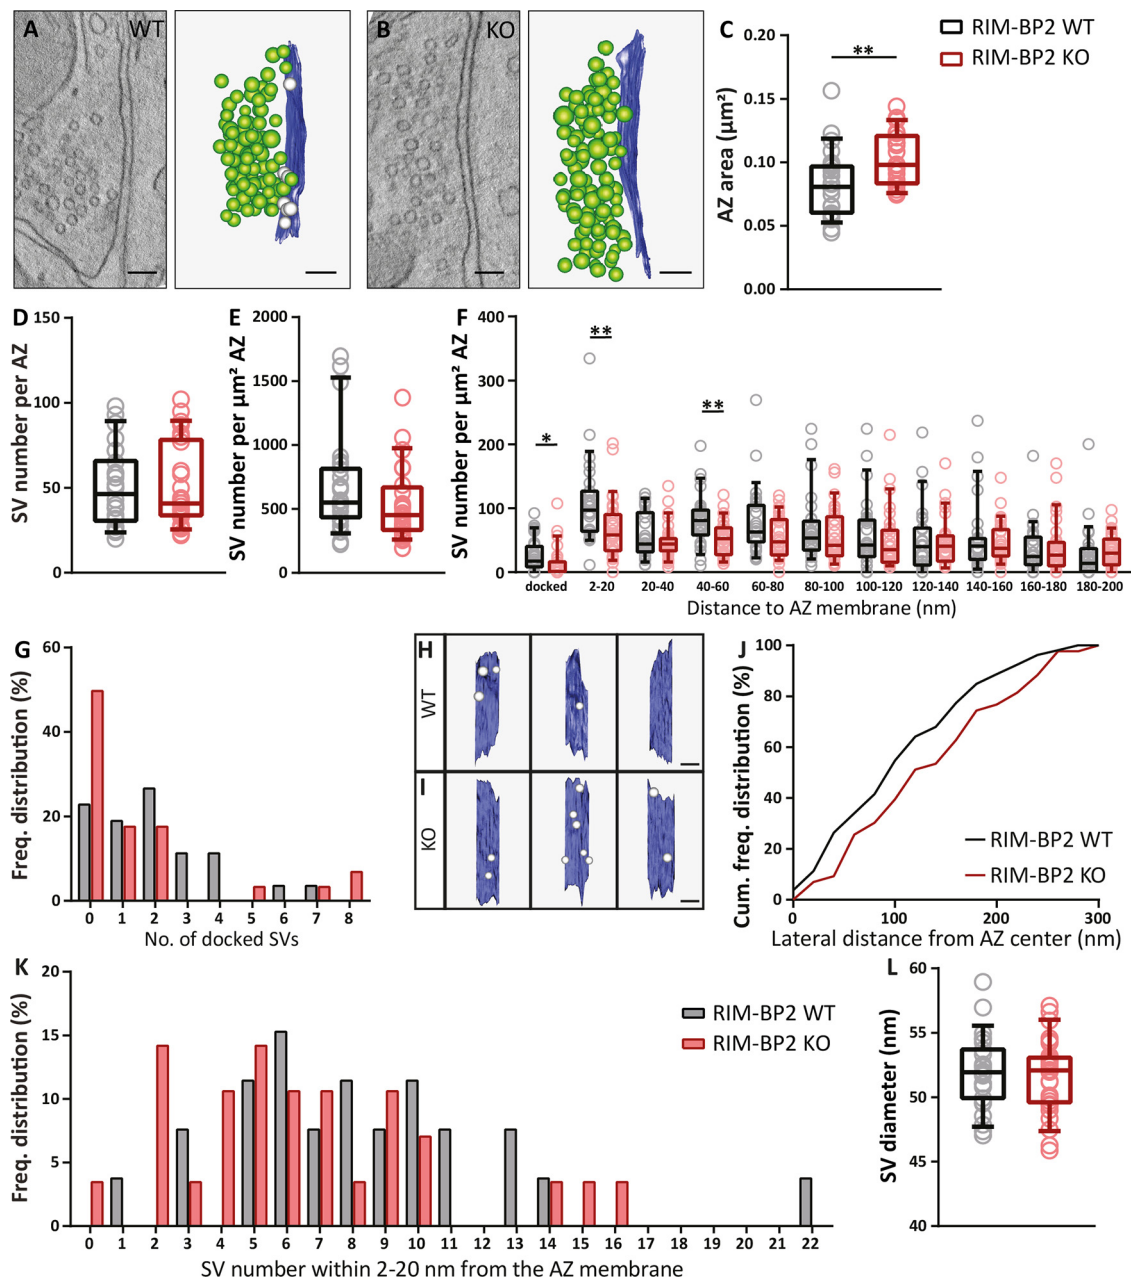 A WT
B KO
C
RIM-BP2 WT
RIM-BP2 KO
**
AZ area (µm²)
0.20
0.15
0.10
0.05
0.00
D
SV number per AZ
150
100
50
0
E
SV number per µm² AZ
2000
1500
1000
500
0
F
SV number per µm² AZ
400
300
200
100
0
*
**
**
docked 2-20 20-40 40-60 60-80 80-100 100-120 120-140 140-160 160-180 180-200
Distance to AZ membrane (nm)
G
Freq. distribution (%)
60
40
20
0
0 1 2 3 4 5 6 7 8
No. of docked SVs
H
WT
I
KO
J
Cum. freq. distribution (%)
100
80
60
40
20
0
RIM-BP2 WT
RIM-BP2 KO
0 100 200 300
Lateral distance from AZ center (nm)
K
Freq. distribution (%)
20
15
10
5
0
RIM-BP2 WT
RIM-BP2 KO
0 1 2 3 4 5 6 7 8 9 10 11 12 13 14 15 16 17 18 19 20 21 22
SV number within 2-20 nm from the AZ membrane
L
SV diameter (nm)
60
55
50
45
40